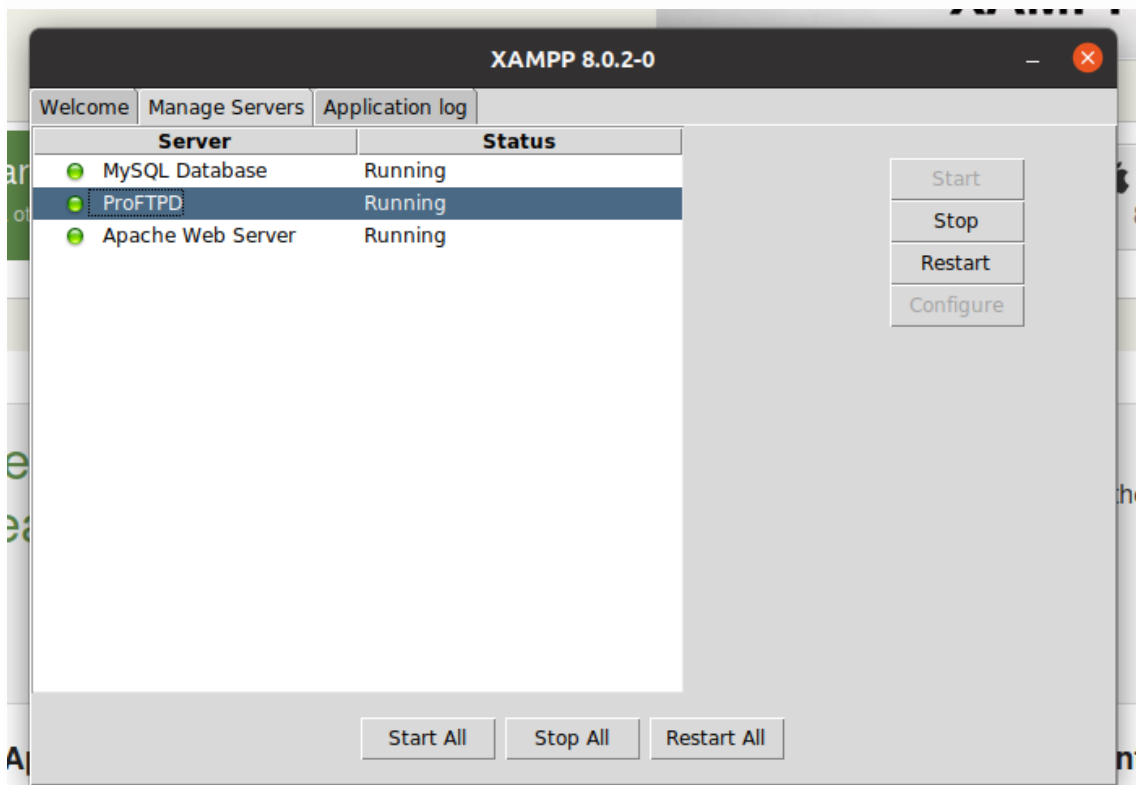 XAMPP 8.0.2-0
Welcome Manage Servers Application log
Server Status
MySQL Database Running
ProFTPD Running
Apache Web Server Running
Start
Stop
Restart
Configure
Start All Stop All Restart All